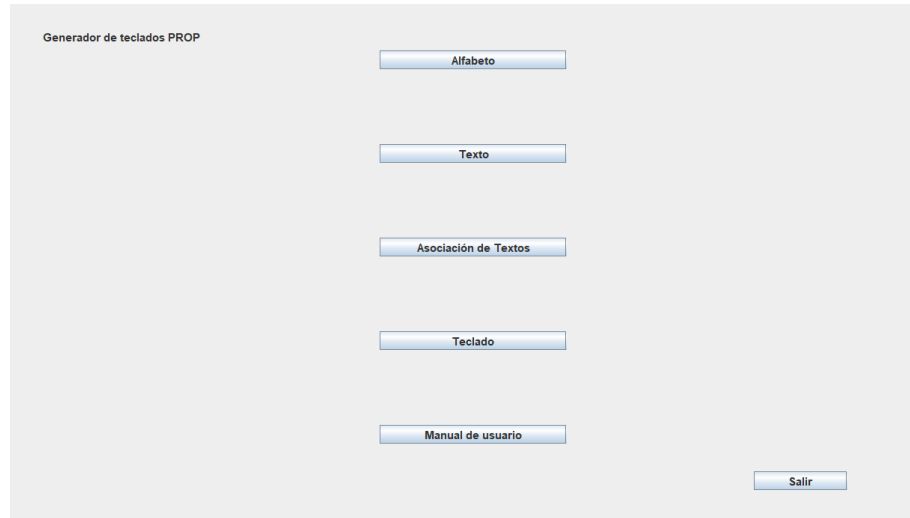 Generador de teclados PROP
Alfabeto
Texto
Asociación de Textos
Teclado
Manual de usuario
Salir